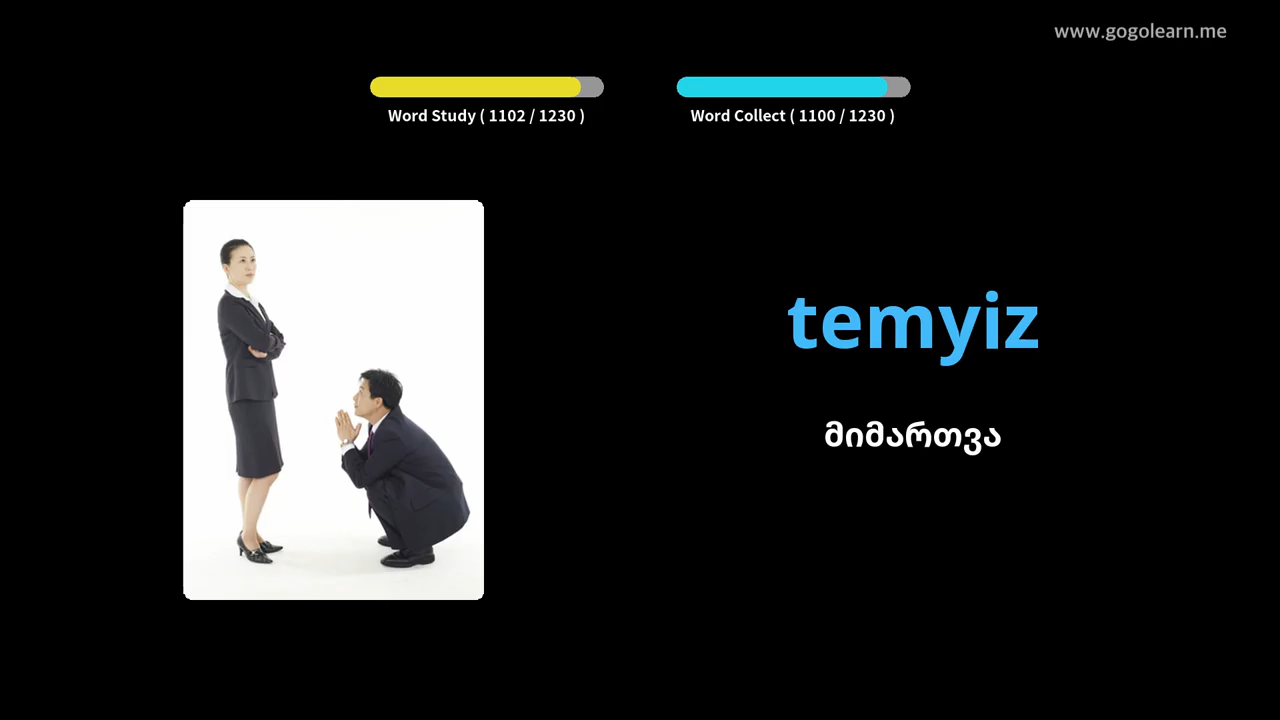 www.gogolearn.me
Word Study ( 1102 / 1230 )
Word Collect ( 1100 / 1230 )
temyiz
მიმართვა